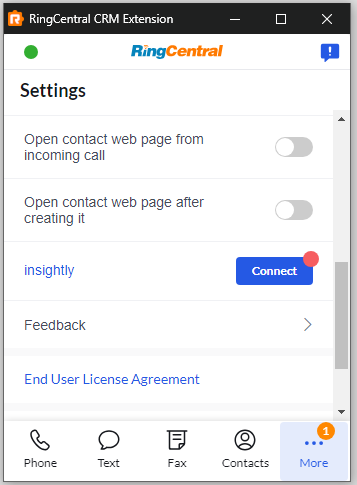 RingCentral CRM Extension
RingCentral
Settings
Open contact web page from
incoming call
Open contact web page after
creating it
insightly
Connect
Feedback
End User License Agreement
1
Phone
Text
Fax
Contacts
More